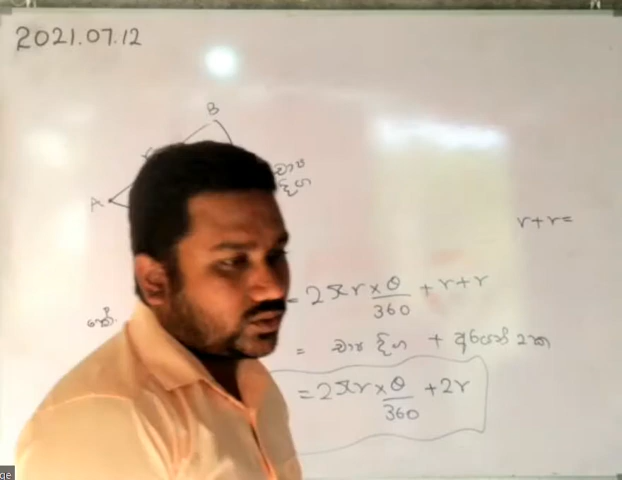 2021.07.12
B
A
චාප
දිග
r+r=
= 2πr × θ/360 + r + r
= චාප දිග + අරයන් 2ක
= 2πr × θ/360 + 2r